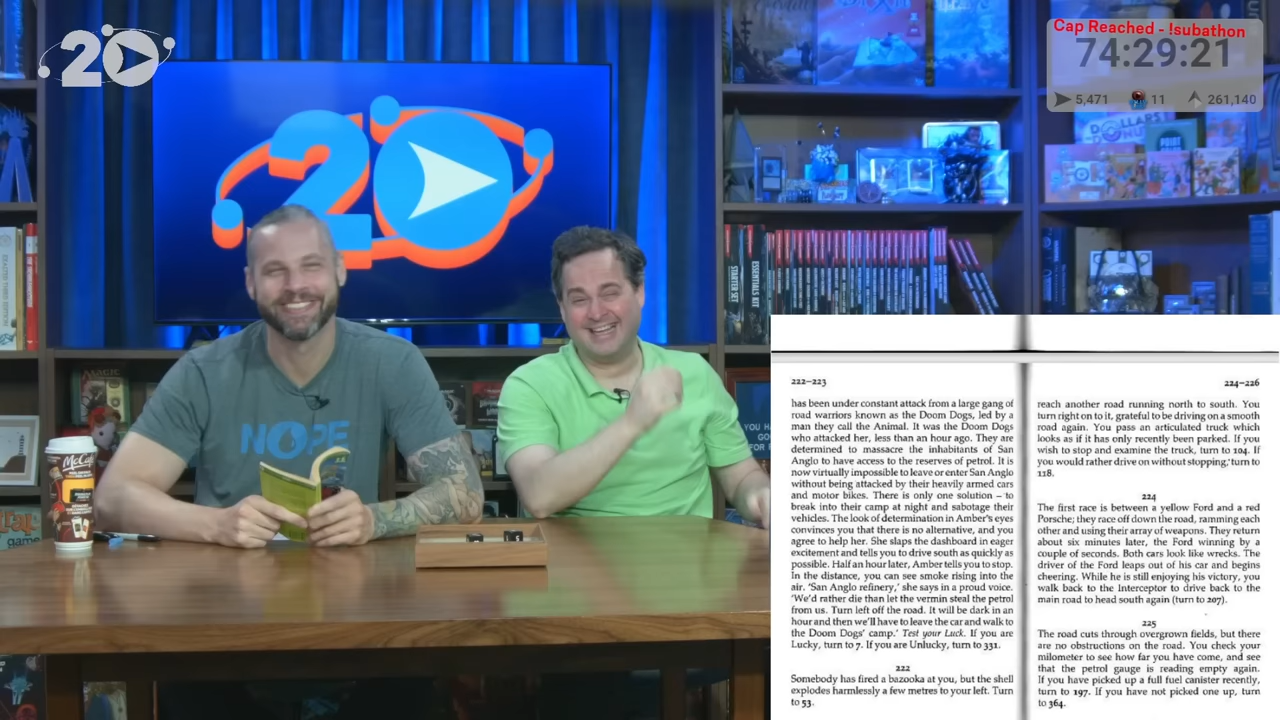 20
Cap Reached - !subathon
74:29:21
5,471 11 261,140
20
DOLLARS
STARTER SET
ESSENTIALS KIT
MAGIC
NOPE
McCafé
game
YOU H
222–223
has been under constant attack from a large gang of
road warriors known as the Doom Dogs, led by a
man they call the Animal. It was the Doom Dogs
who attacked her, less than an hour ago. They are
determined to massacre the inhabitants of San
Anglo to have access to the reserves of petrol. It is
now virtually impossible to leave or enter San Anglo
without being attacked by their heavily armed cars
and motor bikes. There is only one solution – to
break into their camp at night and sabotage their
vehicles. The look of determination in Amber's eyes
convinces you that there is no alternative, and you
agree to help her. She slaps the dashboard in eager
excitement and tells you to drive south as quickly as
possible. Half an hour later, Amber tells you to stop.
In the distance, you can see smoke rising into the
air. 'San Anglo refinery,' she says in a proud voice.
'We'd rather die than let the vermin steal the petrol
from us. Turn left off the road. It will be dark in an
hour and then we'll have to leave the car and walk to
the Doom Dogs' camp.' Test your Luck. If you are
Lucky, turn to 7. If you are Unlucky, turn to 331.
222
Somebody has fired a bazooka at you, but the shell
explodes harmlessly a few metres to your left. Turn
to 53.
224–226
reach another road running north to south. You
turn right on to it, grateful to be driving on a smooth
road again. You pass an articulated truck which
looks as if it has only recently been parked. If you
wish to stop and examine the truck, turn to 104. If
you would rather drive on without stopping, turn to
118.
224
The first race is between a yellow Ford and a red
Porsche; they race off down the road, ramming each
other and using their array of weapons. They return
about six minutes later, the Ford winning by a
couple of seconds. Both cars look like wrecks. The
driver of the Ford leaps out of his car and begins
cheering. While he is still enjoying his victory, you
walk back to the Interceptor to drive back to the
main road to head south again (turn to 207).
225
The road cuts through overgrown fields, but there
are no obstructions on the road. You check your
milometer to see how far you have come, and see
that the petrol gauge is reading empty again.
If you have picked up a full fuel canister recently,
turn to 197. If you have not picked one up, turn
to 364.